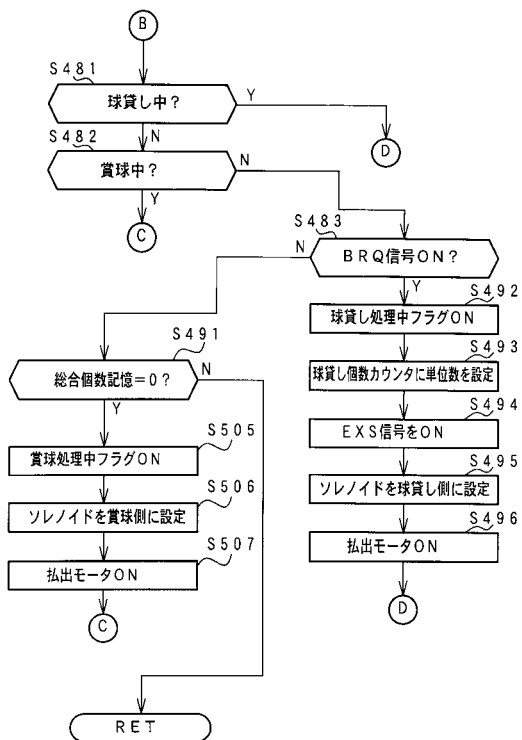 B
S481
球貸し中?
Y
N
D
S482
賞球中?
N
Y
C
S483
N
BRQ信号ON?
Y
S492
球貸し処理中フラグON
S493
球貸し個数カウンタに単位数を設定
S494
EXS信号をON
S495
ソレノイドを球貸し側に設定
S496
払出モータON
D
S491
総合個数記憶=0?
N
Y
S505
賞球処理中フラグON
S506
ソレノイドを賞球側に設定
S507
払出モータON
C
RET